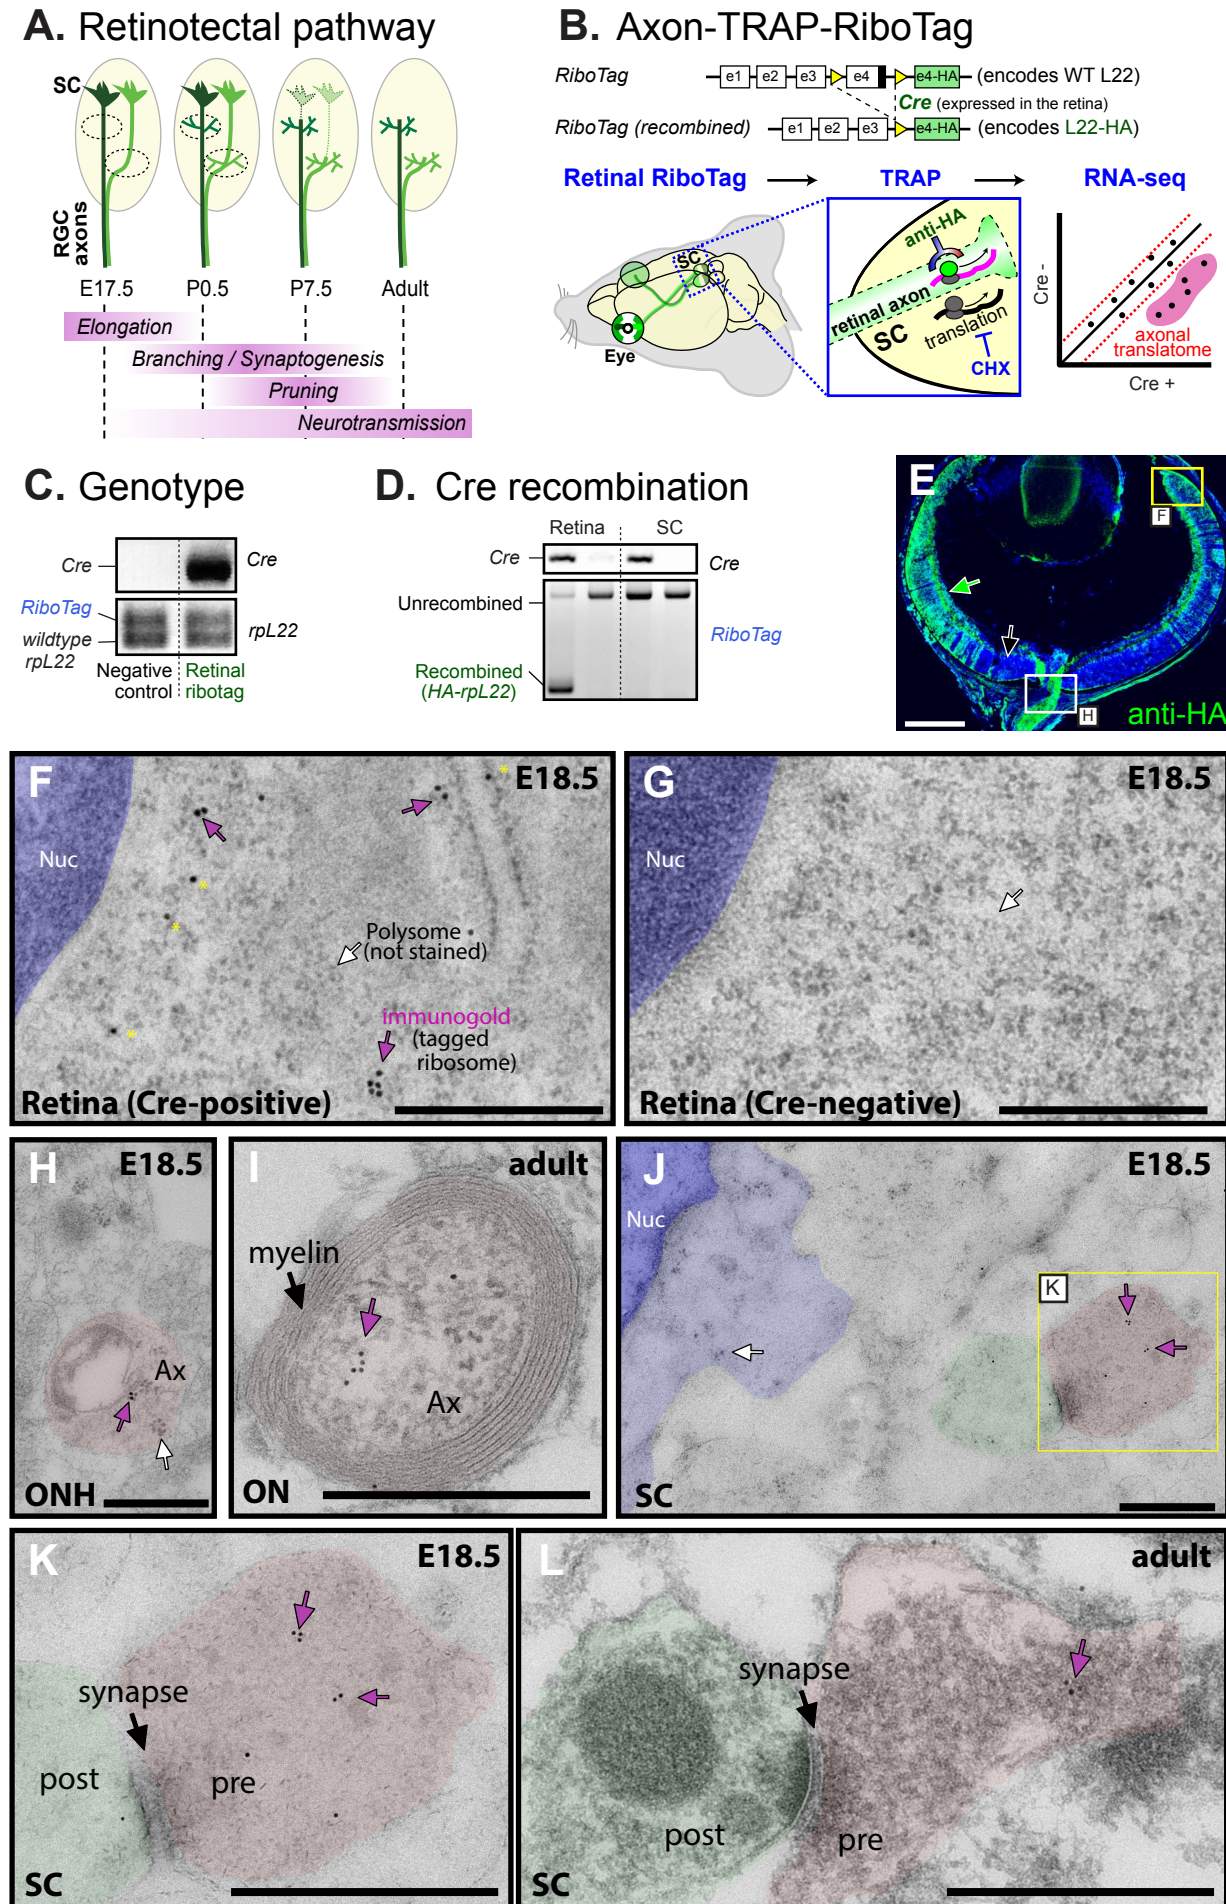 A. Retinotectal pathway
SC
RGC
axons
E17.5 P0.5 P7.5 Adult
Elongation
Branching / Synaptogenesis
Pruning
Neurotransmission
B. Axon-TRAP-RiboTag
RiboTag e1 e2 e3 e4 e4-HA (encodes WT L22)
Cre (expressed in the retina)
RiboTag (recombined) e1 e2 e3 e4-HA (encodes L22-HA)
Retinal RiboTag TRAP RNA-seq
SC
Eye
anti-HA
retinal axon
SC
translation
CHX
Cre -
axonal
translatome
Cre +
C. Genotype
Cre Cre
RiboTag
wildtype
rpL22
rpL22
Negative
control
Retinal
ribotag
D. Cre recombination
Retina SC
Cre Cre
Unrecombined
RiboTag
Recombined
(HA-rpL22)
E
F
H
anti-HA
F E18.5
Nuc
*
*
*
*
Polysome
(not stained)
immunogold
(tagged
ribosome)
Retina (Cre-positive)
G E18.5
Nuc
Retina (Cre-negative)
H E18.5
Ax
ONH
I adult
myelin
Ax
ON
J E18.5
Nuc
K
SC
K E18.5
synapse
post pre
SC
L adult
synapse
post pre
SC